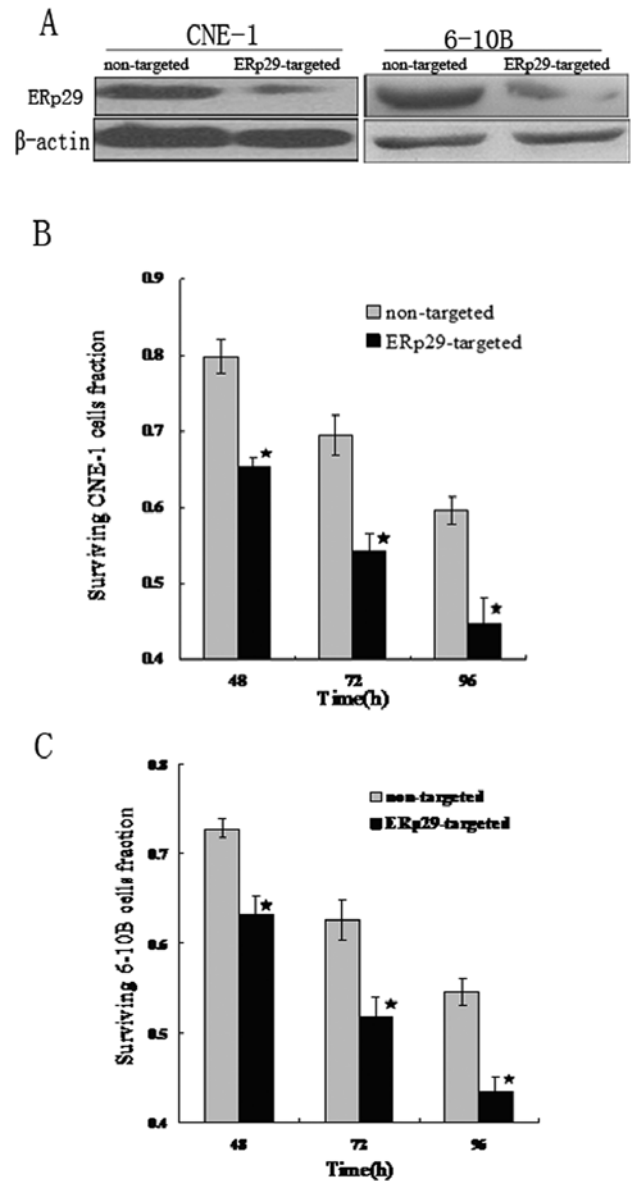 A
CNE-1
6-10B
non-targeted ERp29-targeted
non-targeted ERp29-targeted
ERp29
β-actin
B
0.9
0.8
0.7
0.6
0.5
0.4
Surviving CNE-1 cells fraction
non-targeted
ERp29-targeted
★
★
★
48 72 96
Time(h)
C
0.8
0.7
0.6
0.5
0.4
Surviving 6-10B cells fraction
non-targeted
ERp29-targeted
★
★
★
48 72 96
Time(h)